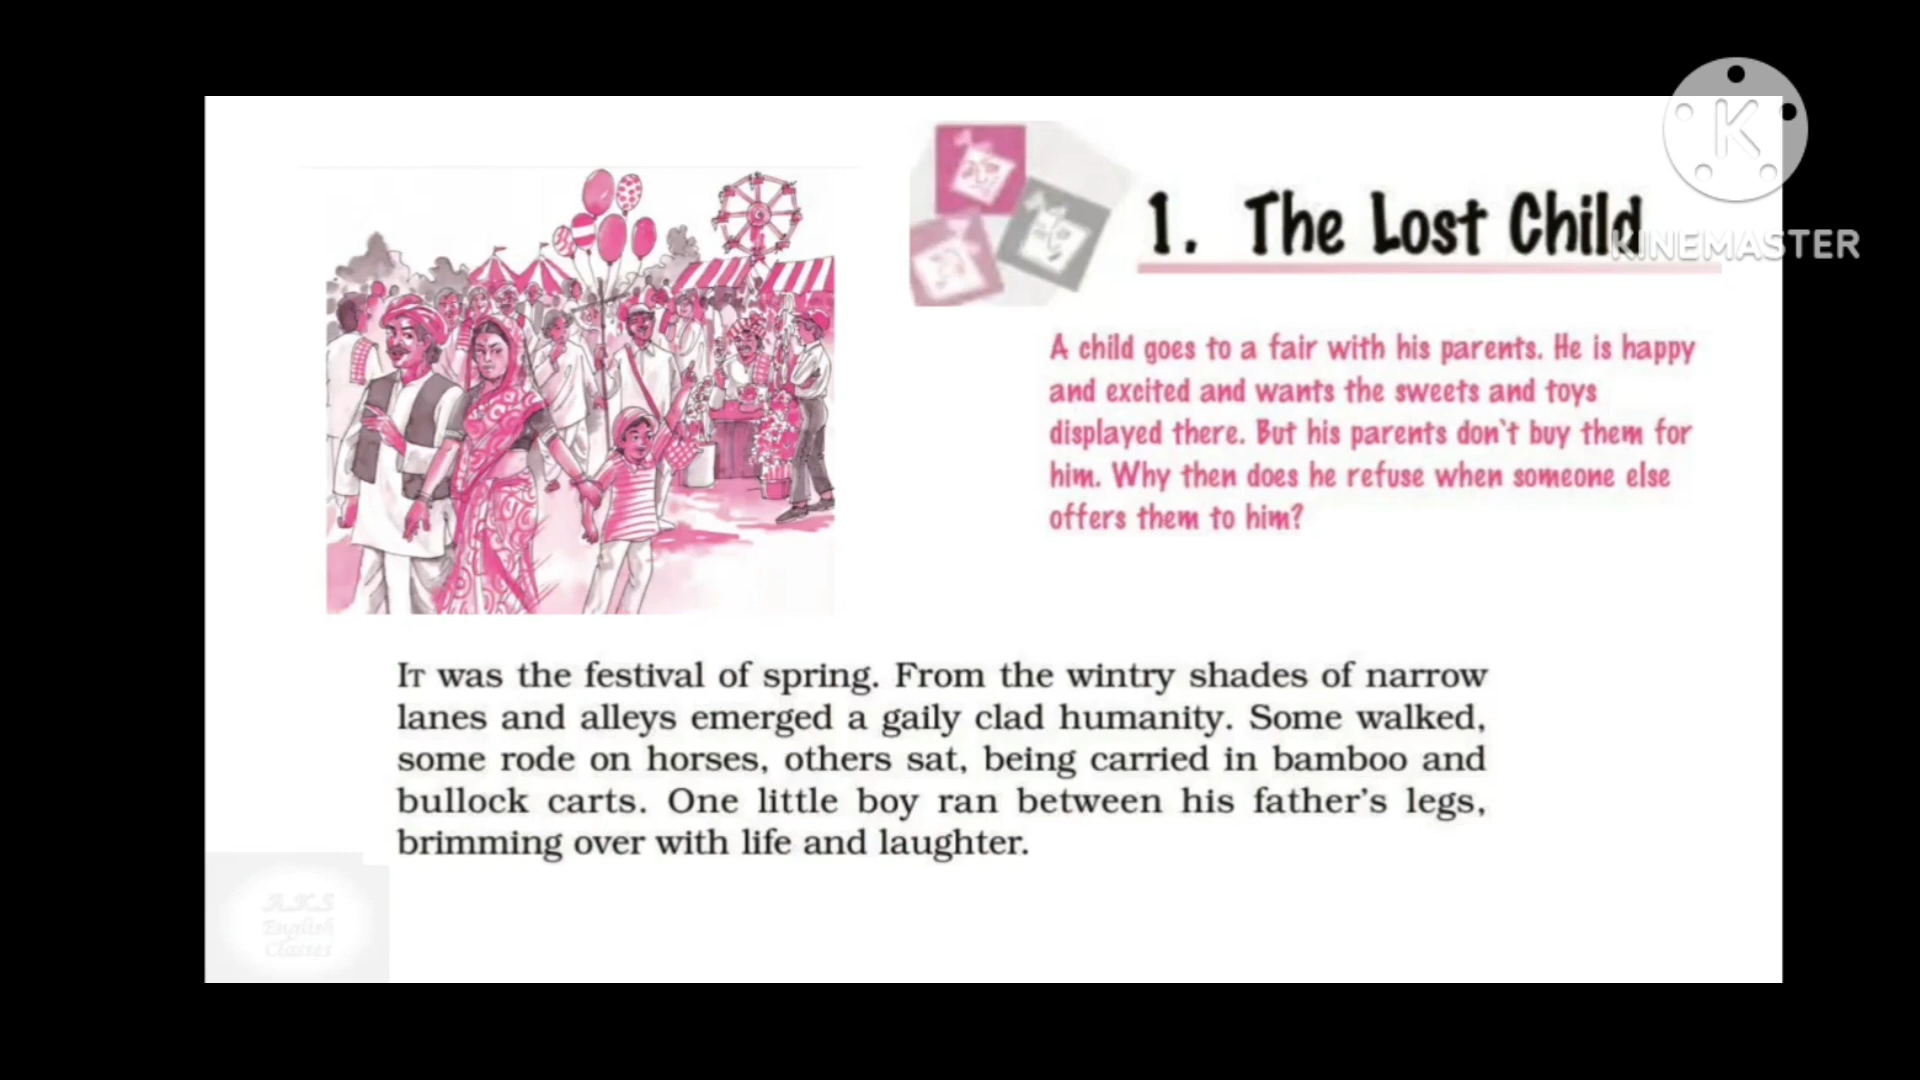 K
KINEMASTER
1. The Lost Child
A child goes to a fair with his parents. He is happy
and excited and wants the sweets and toys
displayed there. But his parents don't buy them for
him. Why then does he refuse when someone else
offers them to him?
IT was the festival of spring. From the wintry shades of narrow
lanes and alleys emerged a gaily clad humanity. Some walked,
some rode on horses, others sat, being carried in bamboo and
bullock carts. One little boy ran between his father's legs,
brimming over with life and laughter.
A.K.S
English
Classes